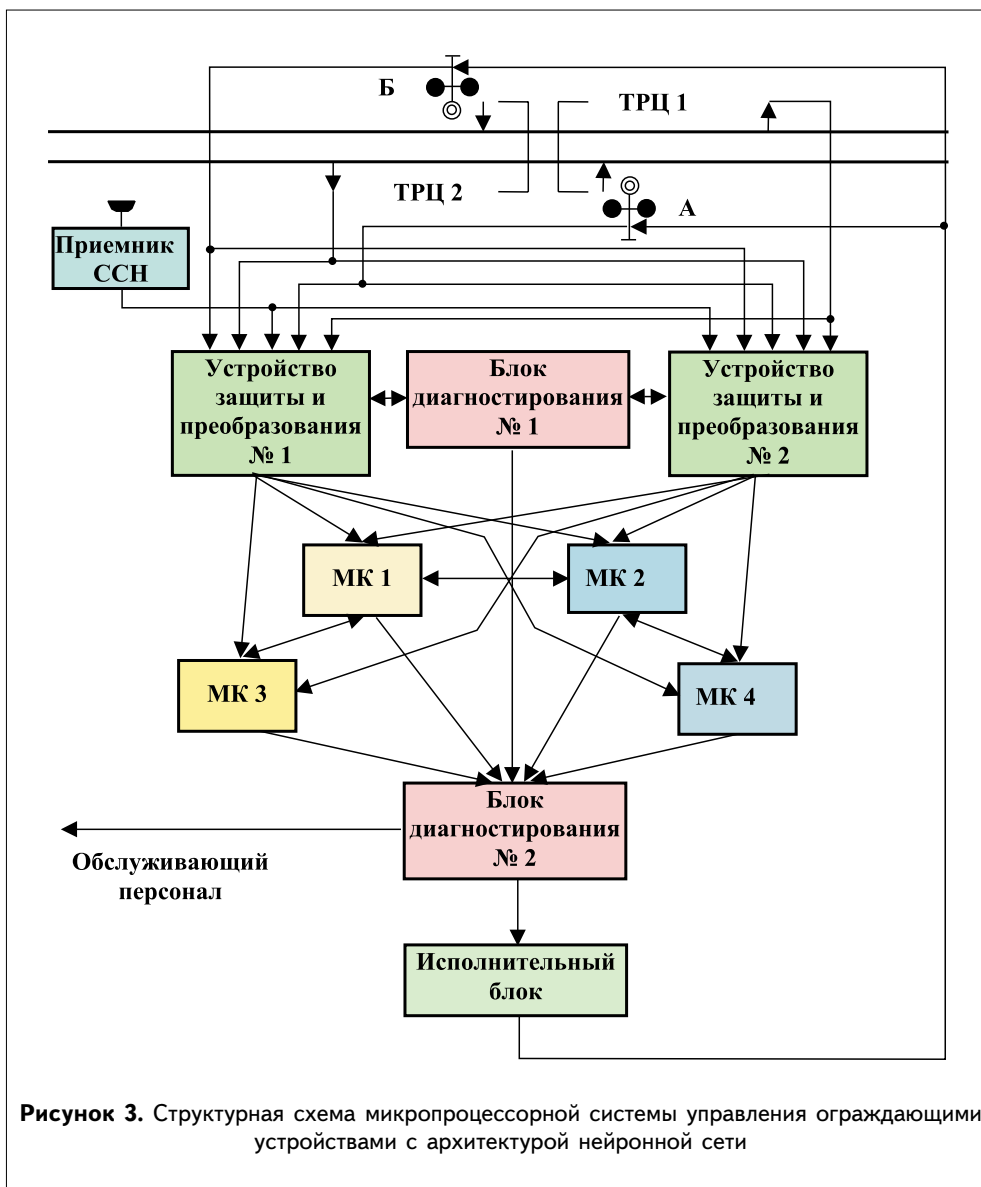 Б
ТРЦ 1
ТРЦ 2
А
Приемник
ССН
Устройство
защиты и
преобразования
№ 1
Блок
диагностирования
№ 1
Устройство
защиты и
преобразования
№ 2
МК 1
МК 2
МК 3
МК 4
Блок
диагностирования
№ 2
Обслуживающий
персонал
Исполнительный
блок
Рисунок 3. Структурная схема микропроцессорной системы управления ограждающими
устройствами с архитектурой нейронной сети